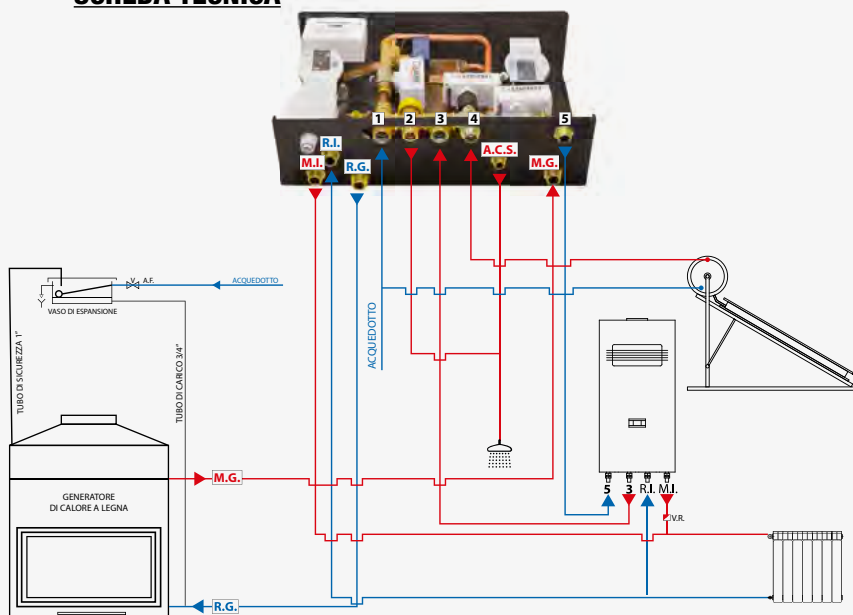 SCHEDA TECNICA
1
2
3
4
5
R.I.
M.I.
R.G.
A.C.S.
M.G.
V.
A.F.
ACQUEDOTTO
VASO DI ESPANSIONE
TUBO DI SICUREZZA 1"
TUBO DI CARICO 3/4"
ACQUEDOTTO
M.G.
GENERATORE
DI CALORE A LEGNA
R.G.
5 3 R.I. M.I.
V.R.